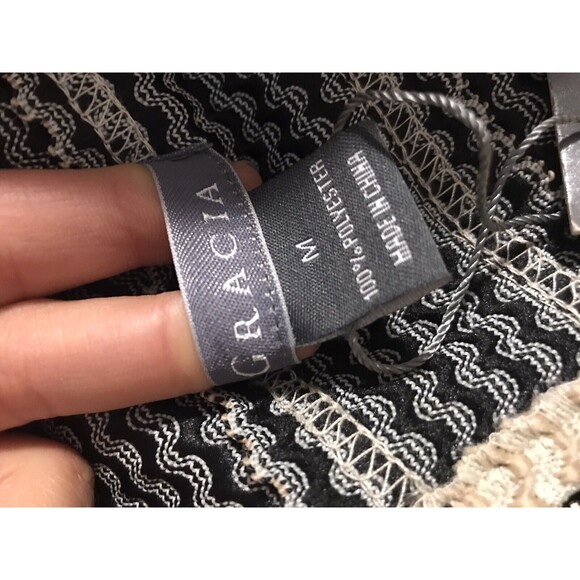 GRACIA
M
100% POLYESTER
MADE IN CHINA